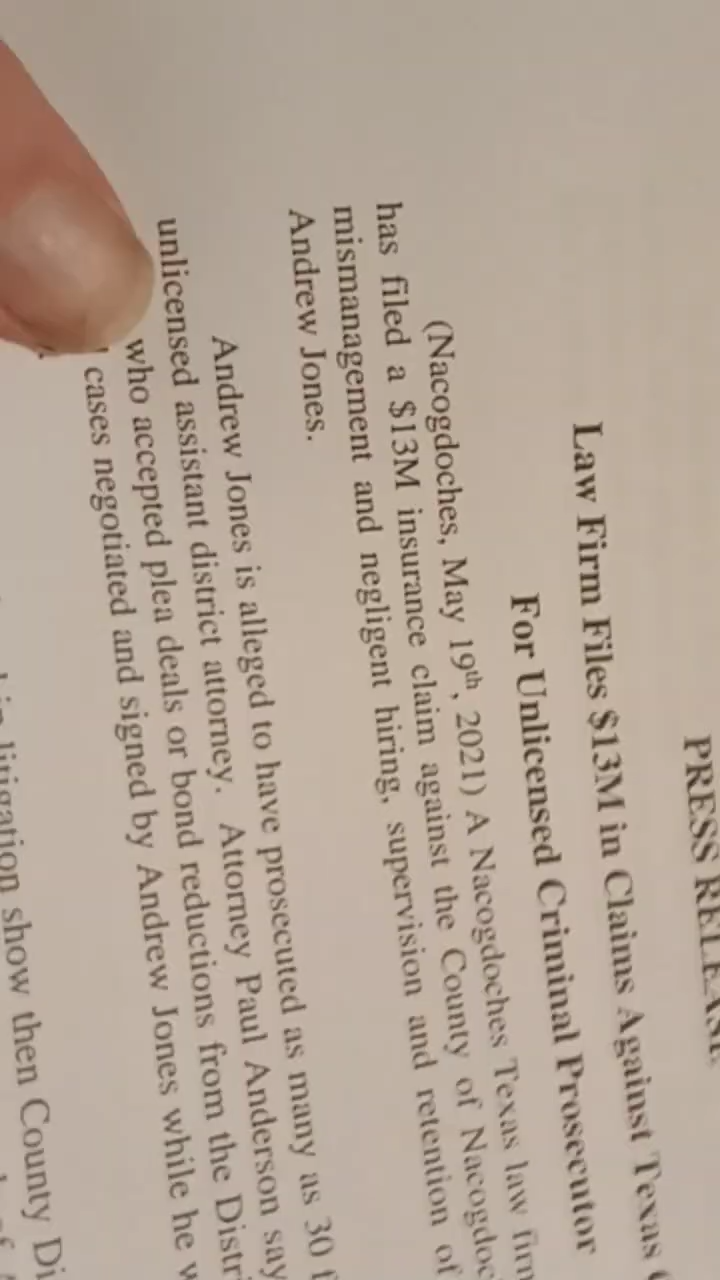 PRESS RELEASE
Law Firm Files $13M in Claims Against Texas
For Unlicensed Criminal Prosecutor
(Nacogdoches, May 19th, 2021) A Nacogdoches Texas law firm
has filed a $13M insurance claim against the County of Nacogdoc
mismanagement and negligent hiring, supervision and retention of
Andrew Jones.
Andrew Jones is alleged to have prosecuted as many as 30 f
unlicensed assistant district attorney. Attorney Paul Anderson say
who accepted plea deals or bond reductions from the Distri
cases negotiated and signed by Andrew Jones while he w
litigation show then County Di